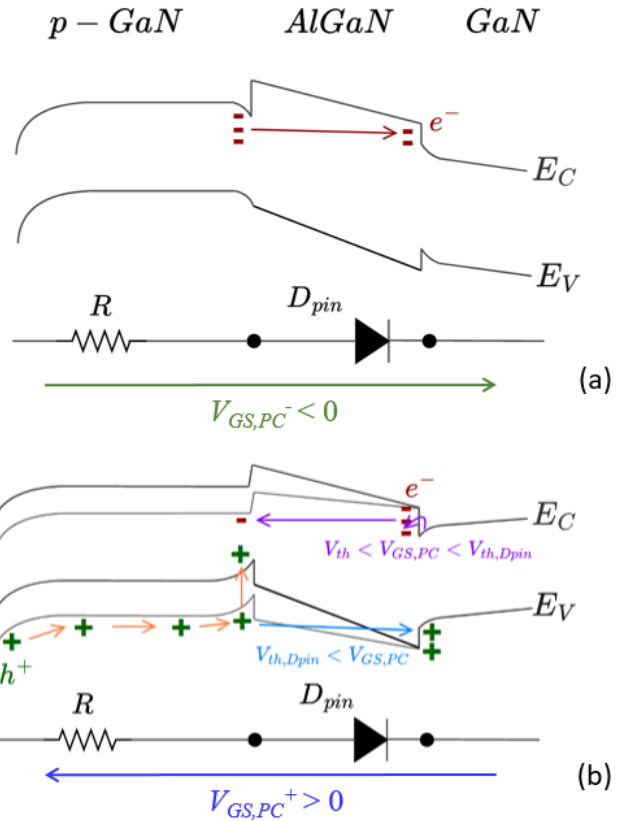 p − GaN AlGaN GaN
e⁻
E_C
E_V
R D_pin
(a)
V_GS,PC⁻ < 0
e⁻
E_C
V_th < V_GS,PC < V_th,Dpin
E_V
V_th,Dpin < V_GS,PC
h⁺
R D_pin
(b)
V_GS,PC⁺ > 0